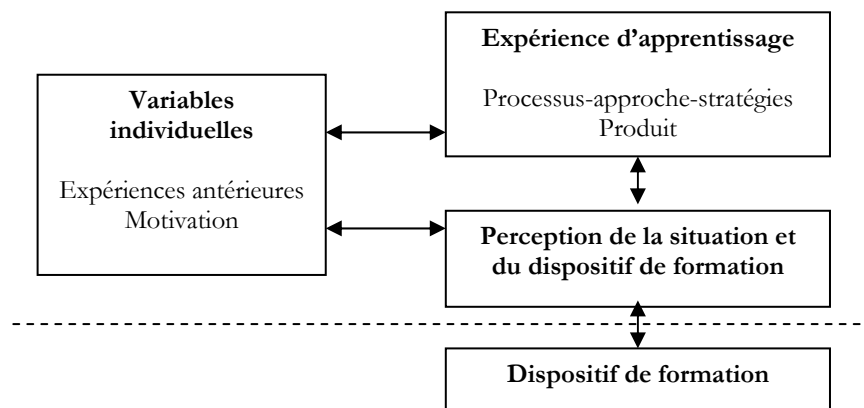 Variables
individuelles
Expériences antérieures
Motivation
Expérience d’apprentissage
Processus-approche-stratégies
Produit
Perception de la situation et
du dispositif de formation
Dispositif de formation